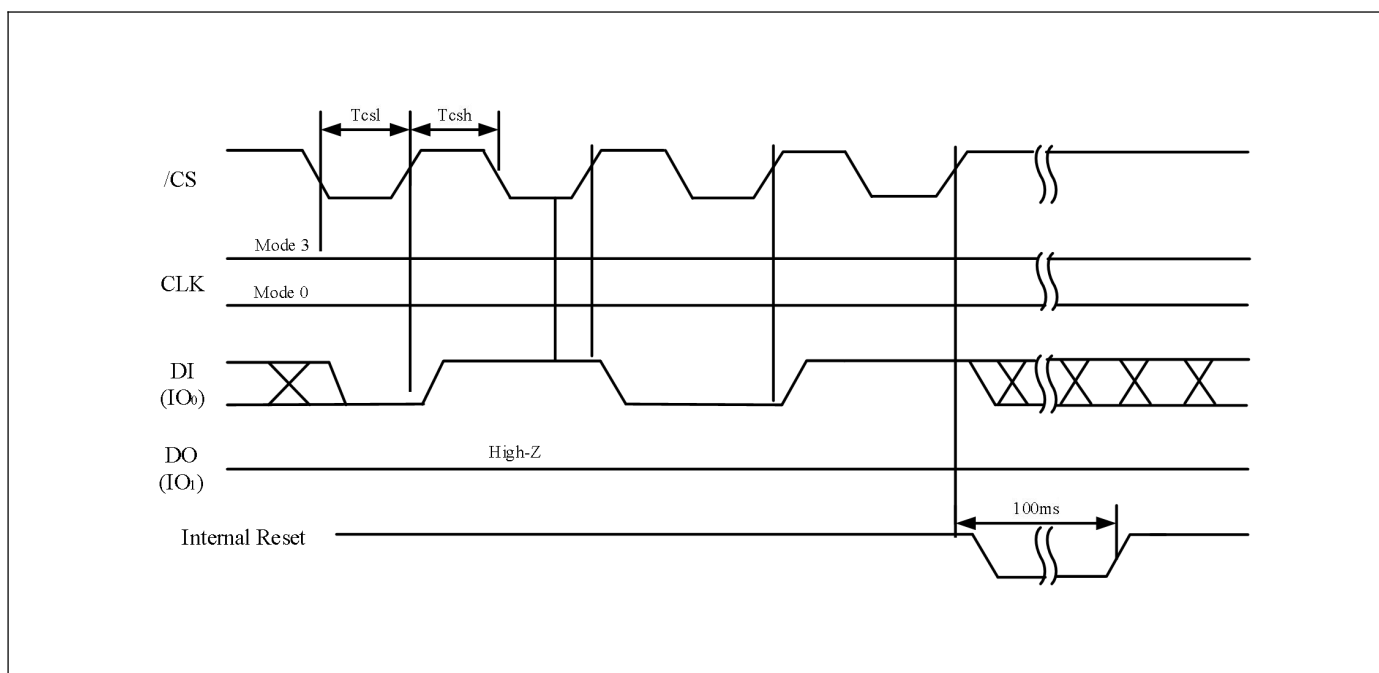 Tcsl Tcsh
/CS
Mode 3
CLK
Mode 0
DI
(IO₀)
DO
High-Z
(IO₁)
100ms
Internal Reset